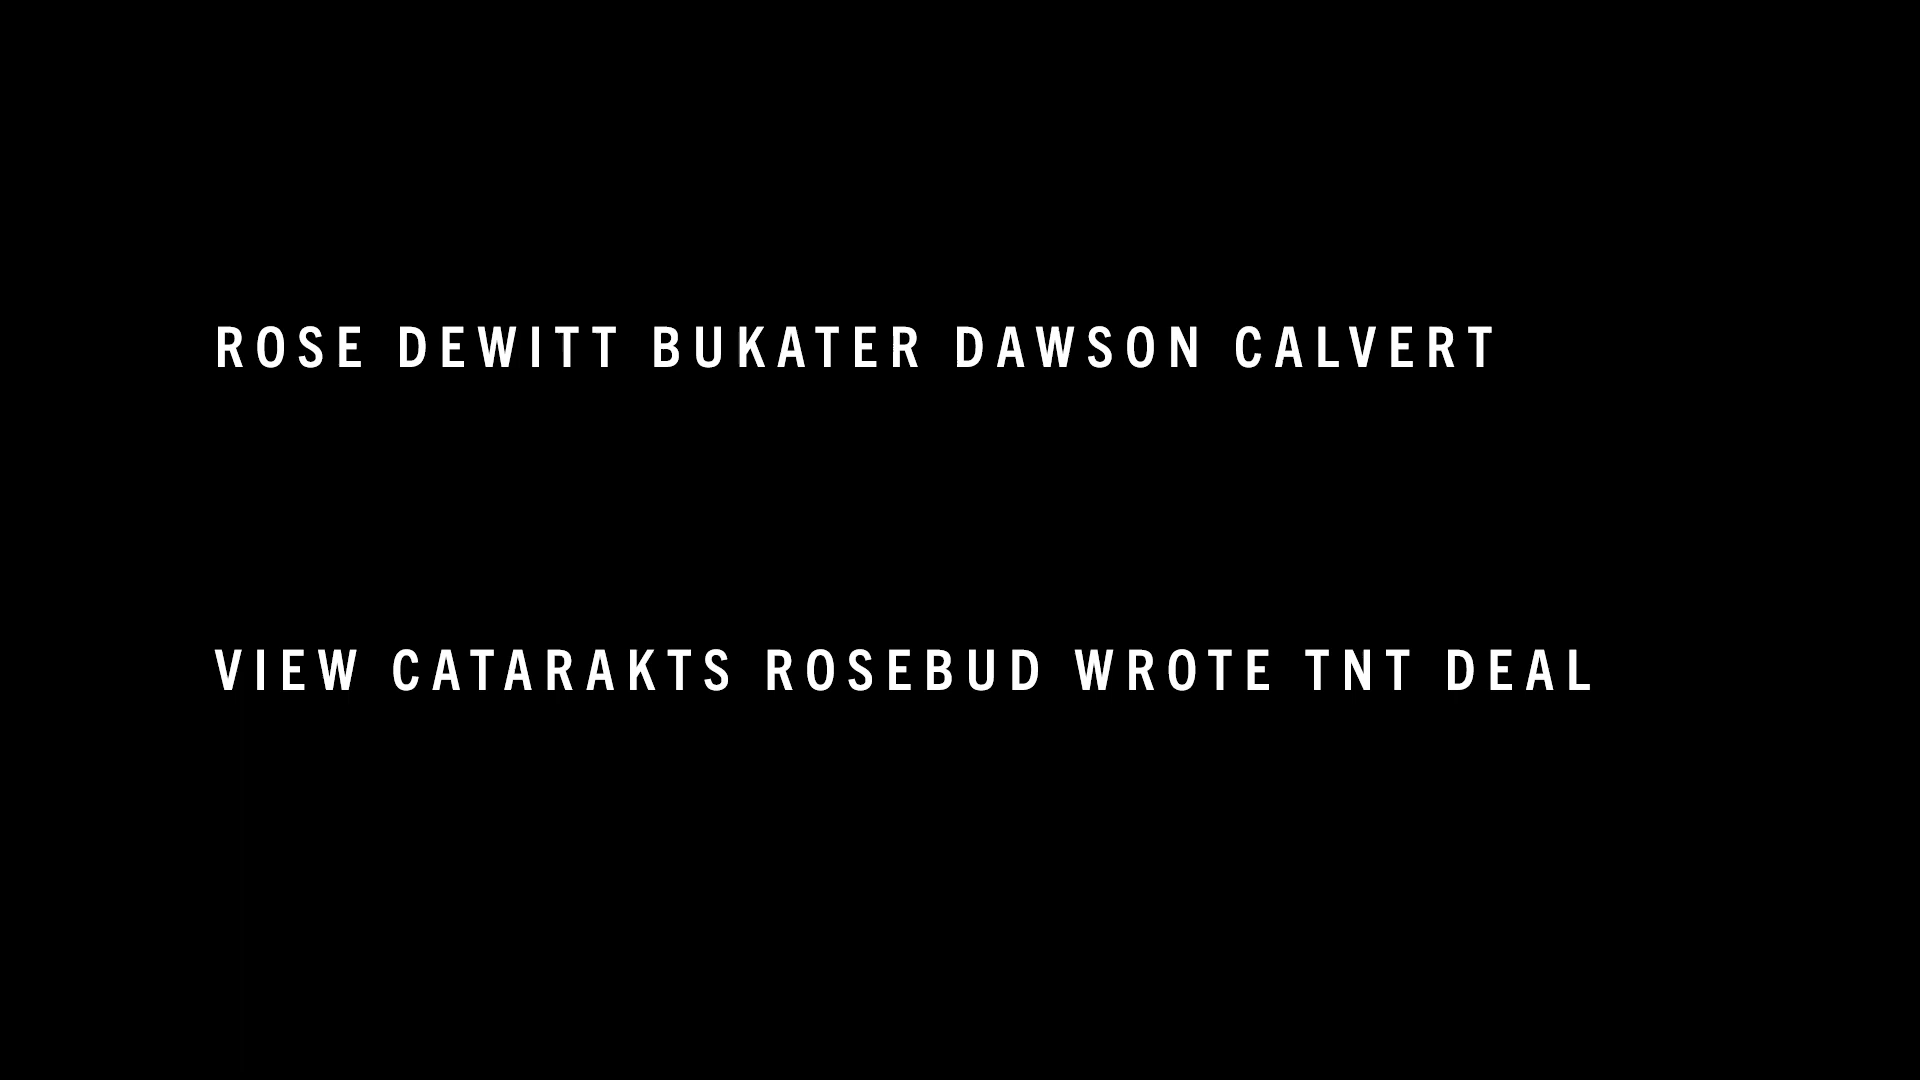 ROSE DEWITT BUKATER DAWSON CALVERT
VIEW CATARAKTS ROSEBUD WROTE TNT DEAL